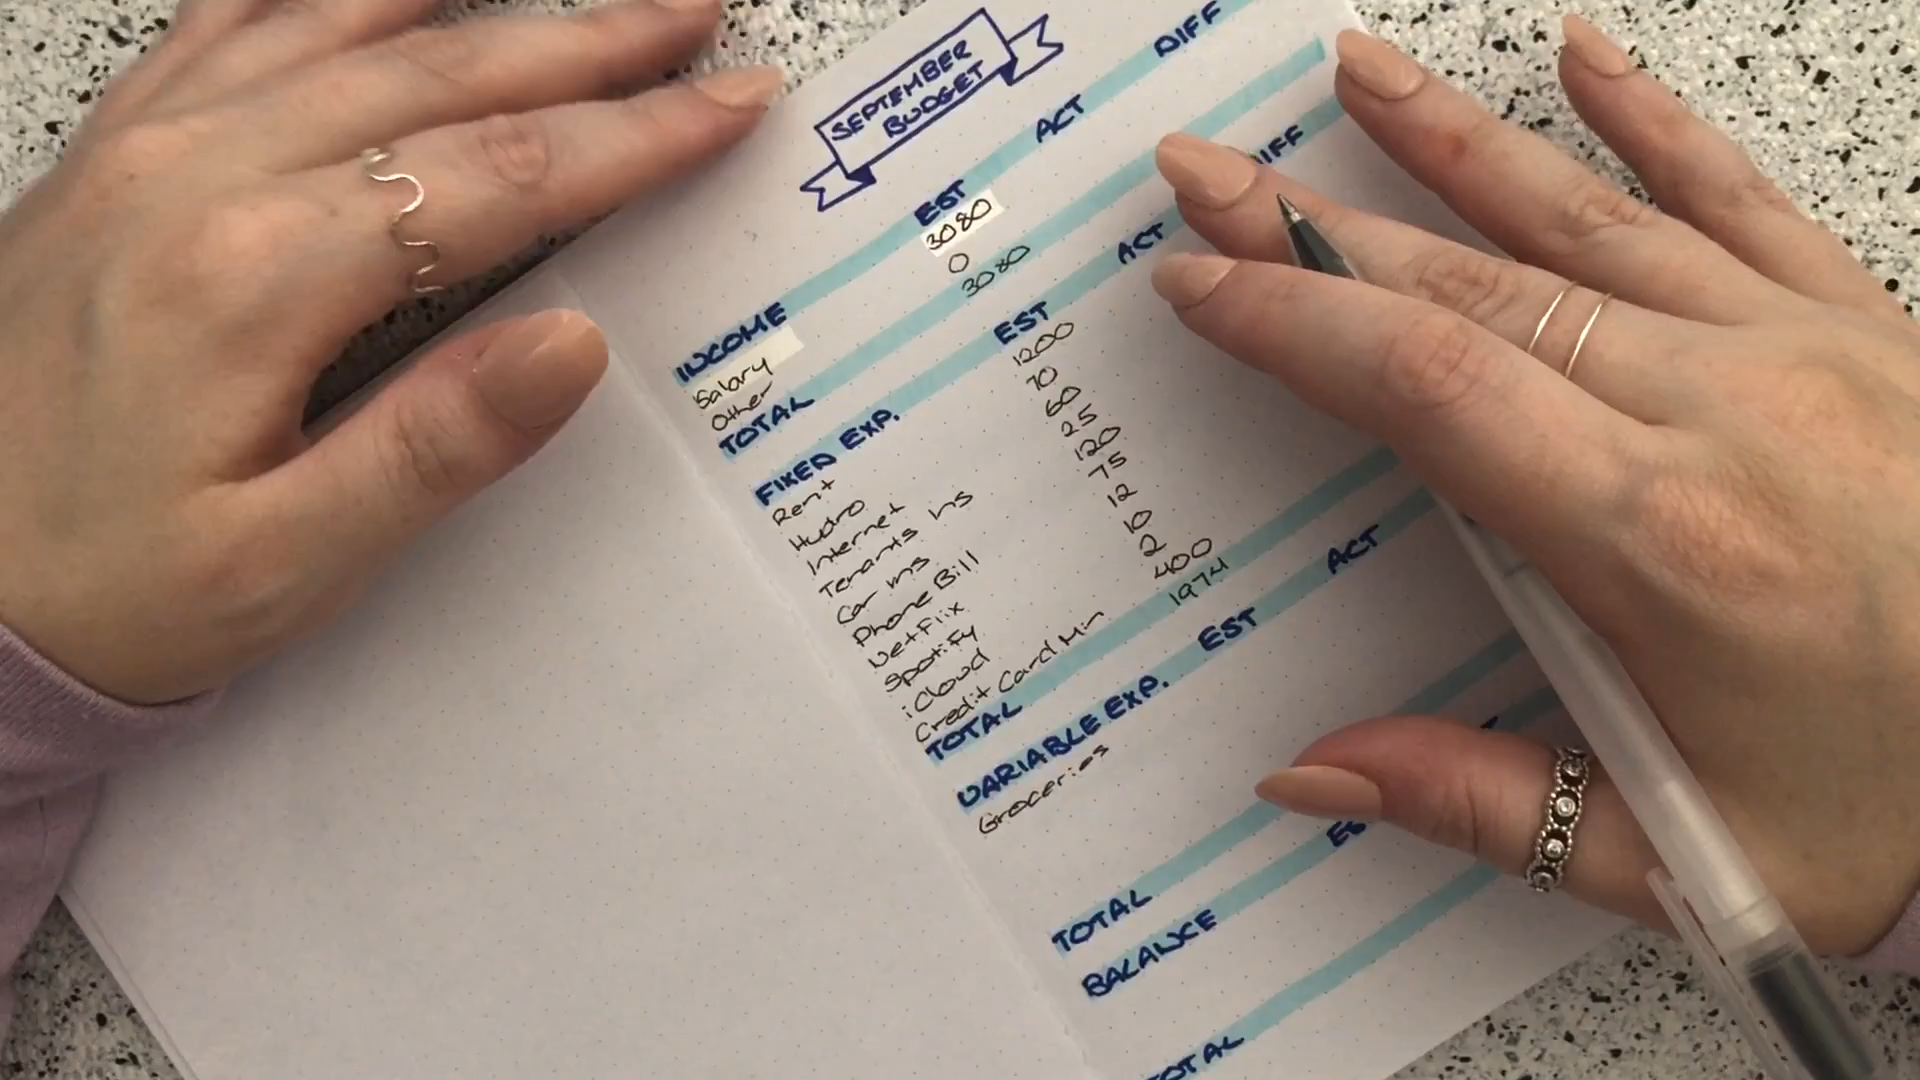 SEPTEMBER
BUDGET
INCOME EST ACT DIFF
Salary 3080
Other 0
TOTAL 3080
FIXED EXP. EST ACT DIFF
Rent 1200
Hydro 70
Internet 60
Tenants Ins 25
Car Ins 120
Phone Bill 75
Netflix 12
Spotify 10
iCloud 2
Credit Card Min 400
TOTAL 1974
VARIABLE EXP. EST ACT
Groceries
TOTAL
BALANCE
TOTAL